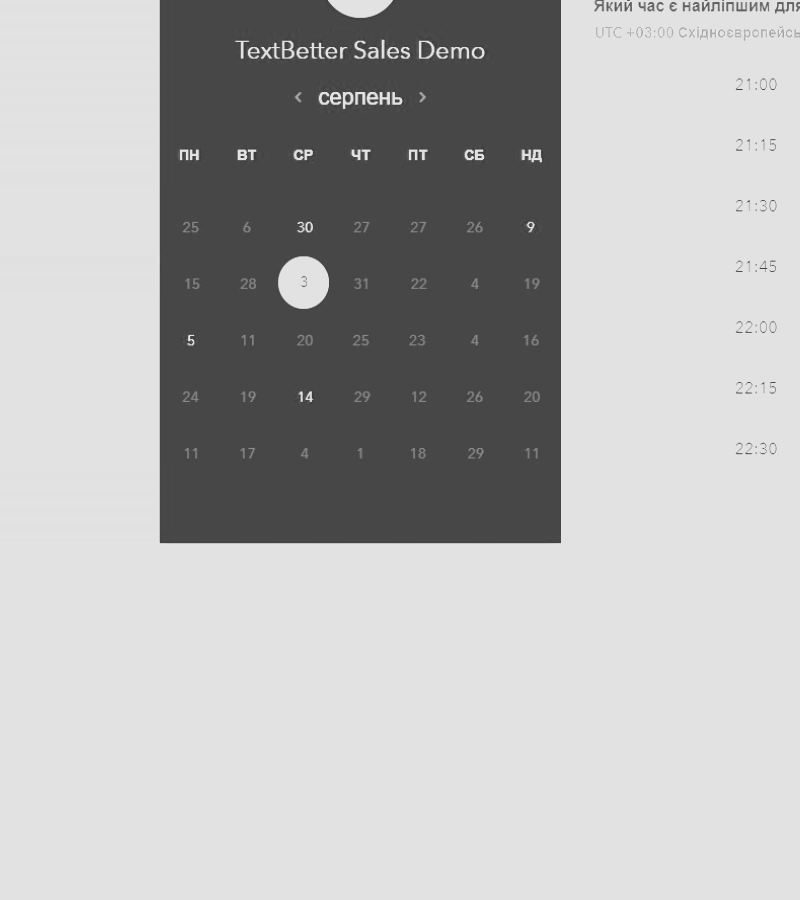 TextBetter Sales Demo
серпень
ПН ВТ СР ЧТ ПТ СБ НД
25 6 30 27 27 26 9
15 28 3 31 22 4 19
5 11 20 25 23 4 16
24 19 14 29 12 26 20
11 17 4 1 18 29 11
Який час є найліпшим для
UTC +03:00 Східноєвропейсь
21:00
21:15
21:30
21:45
22:00
22:15
22:30